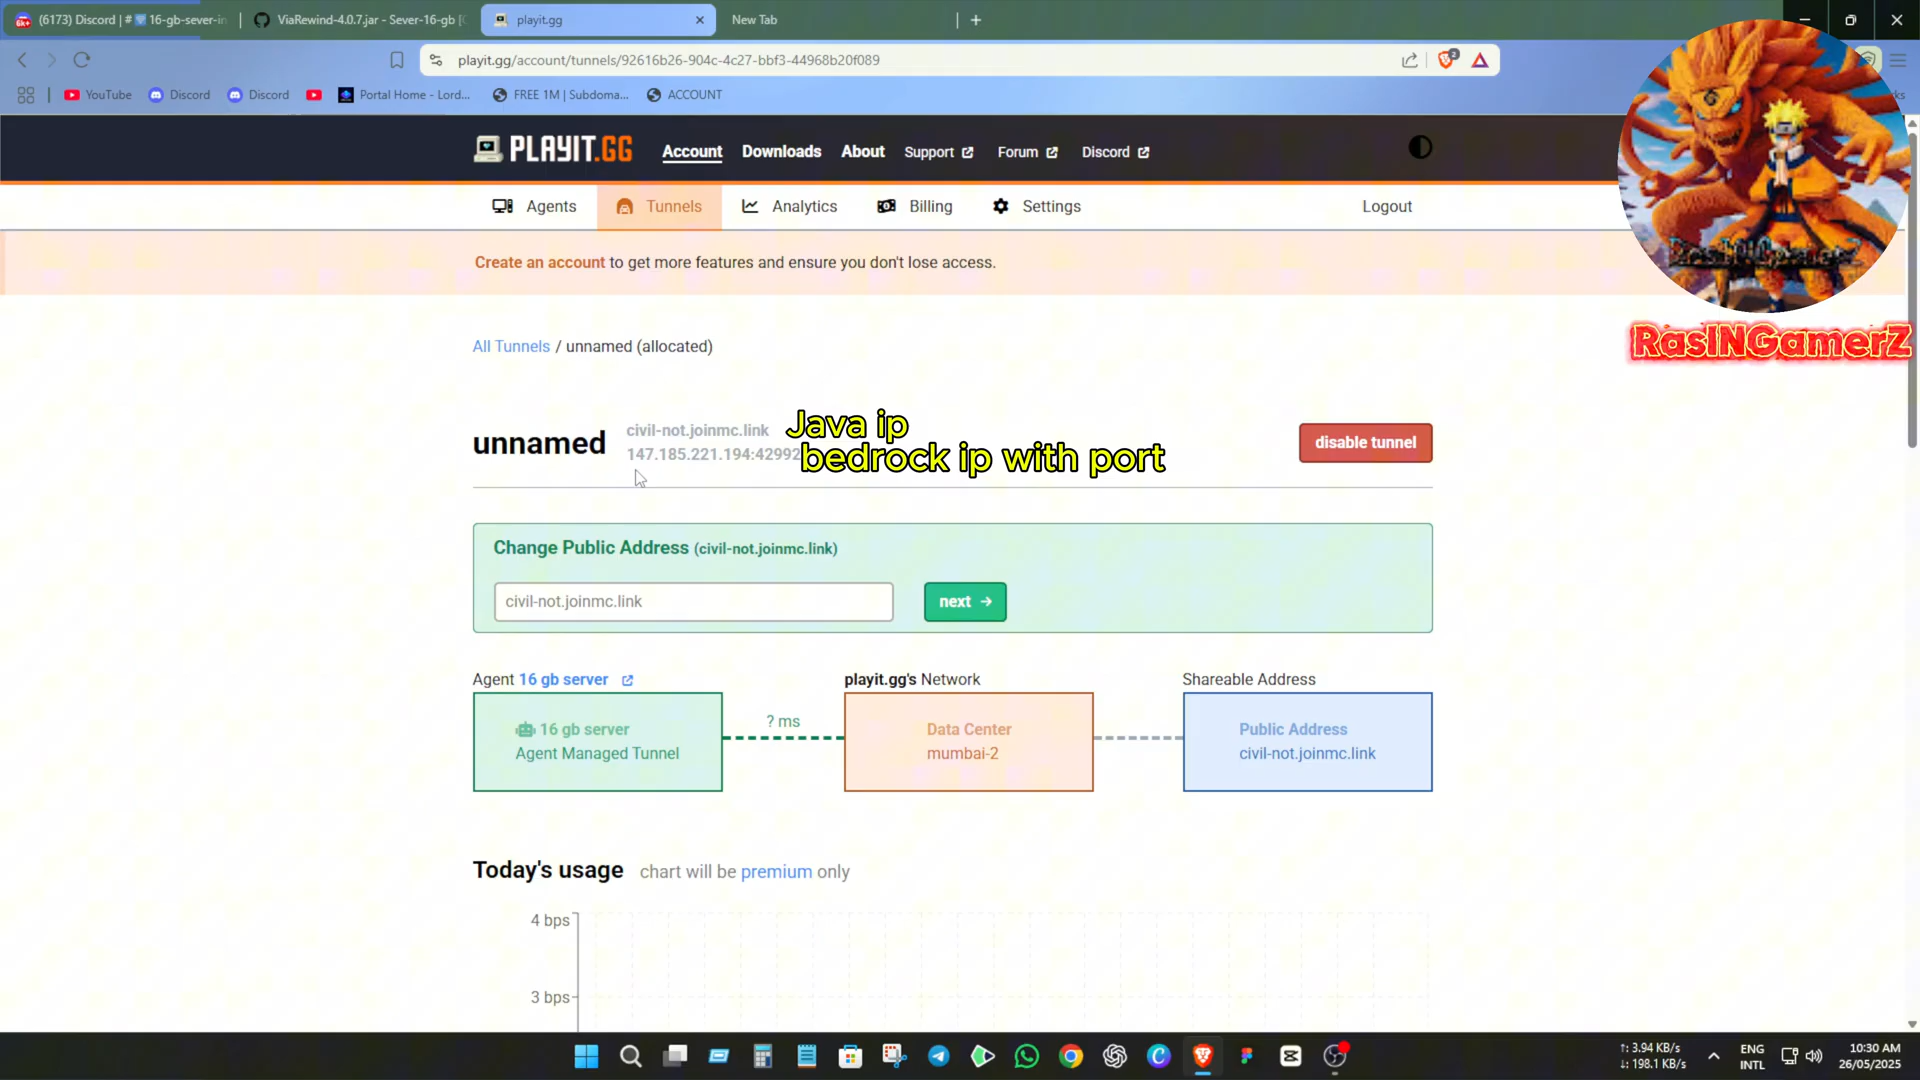 (6173) Discord | # 16-gb-sever-in
ViaRewind-4.0.7.jar - Sever-16-gb [C
playit.gg
New Tab
playit.gg/account/tunnels/92616b26-904c-4c27-bbf3-44968b20f089
YouTube
Discord
Discord
Portal Home - Lord...
FREE 1M | Subdoma...
ACCOUNT
PLAYIT.GG
Account
Downloads
About
Support
Forum
Discord
Agents
Tunnels
Analytics
Billing
Settings
Logout
Create an account to get more features and ensure you don't lose access.
RasINGamerZ
All Tunnels / unnamed (allocated)
unnamed
civil-not.joinmc.link
Java ip
147.185.221.194:42992
bedrock ip with port
disable tunnel
Change Public Address (civil-not.joinmc.link)
civil-not.joinmc.link
next →
Agent 16 gb server
playit.gg's Network
Shareable Address
16 gb server
Agent Managed Tunnel
? ms
Data Center
mumbai-2
Public Address
civil-not.joinmc.link
Today's usage
chart will be premium only
4 bps
3 bps
↑: 3.94 KB/s
↓: 198.1 KB/s
ENG
INTL
10:30 AM
26/05/2025